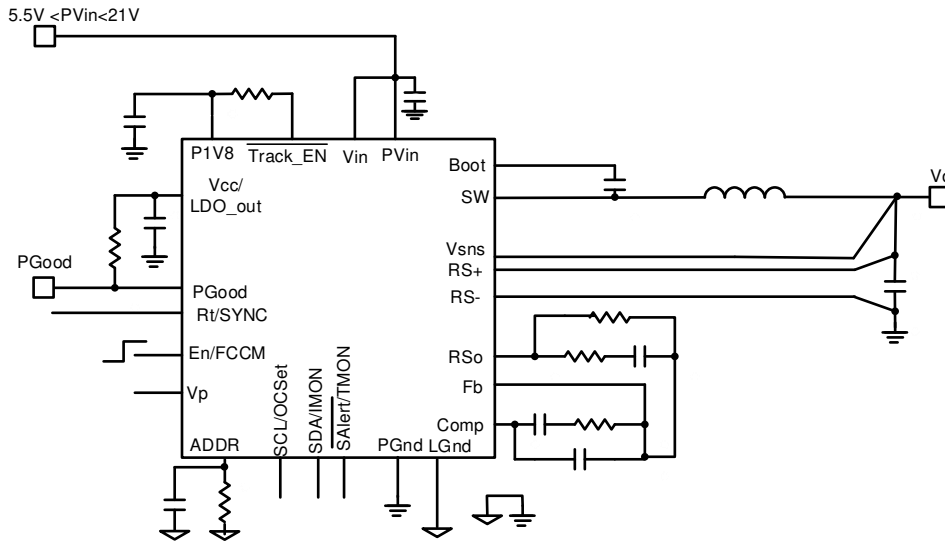 5.5V <PVin<21V
P1V8
Track_EN
Vin
PVin
Boot
Vcc/
LDO_out
SW
Vo
Vsns
RS+
PGood
RS-
PGood
Rt/SYNC
En/FCCM
RSo
Fb
Vp
Comp
ADDR
SCL/OCSet
SDA/IMON
SAlert/TMON
PGnd
LGnd